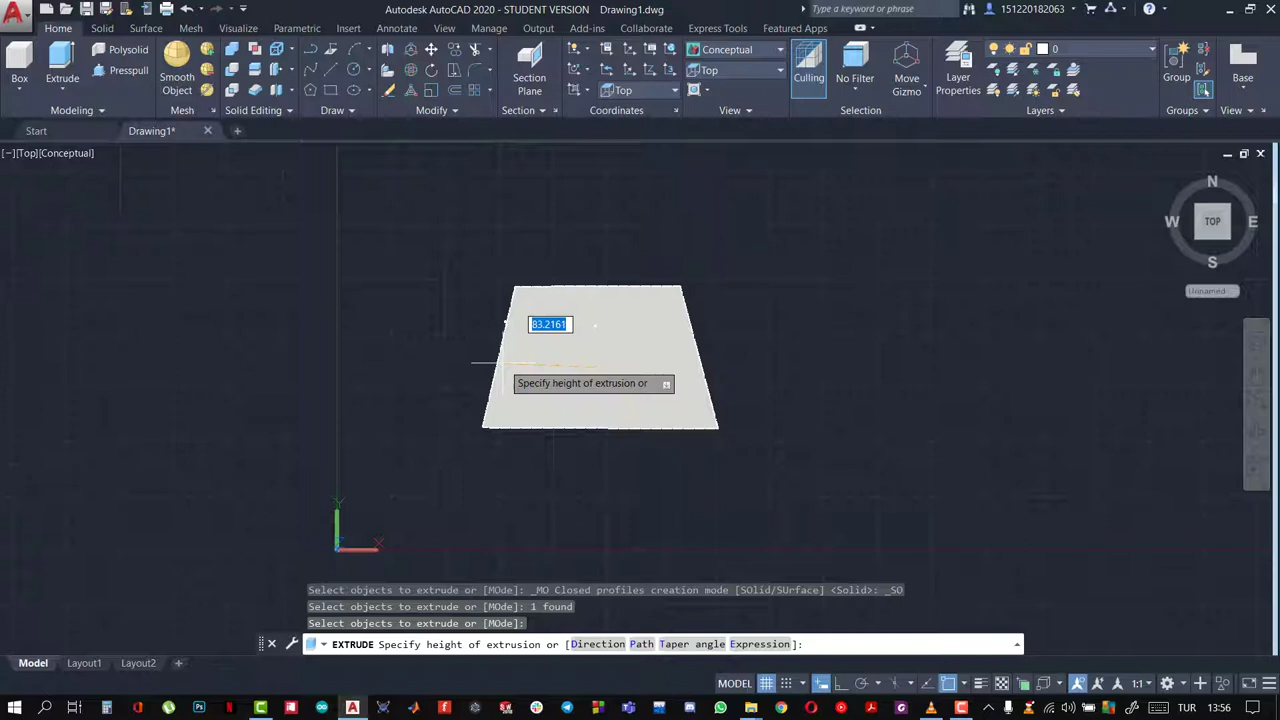 Autodesk AutoCAD 2020 - STUDENT VERSION Drawing1.dwg
Type a keyword or phrase
151220182063
Home Solid Surface Mesh Visualize Parametric Insert Annotate View Manage Output Add-ins Collaborate Express Tools Featured Apps
Polysolid
Presspull
Box
Extrude
Smooth
Object
Section
Plane
Top
Conceptual
Top
Culling
No Filter
Move
Gizmo
Layer
Properties
0
Group
Base
Modeling
Mesh
Solid Editing
Draw
Modify
Section
Coordinates
View
Selection
Layers
Groups
View
Start
Drawing1*
[−][Top][Conceptual]
N
W
TOP
E
S
Unnamed
83.2161
Specify height of extrusion or
Y
X
Select objects to extrude or [MOde]: _MO Closed profiles creation mode [SOlid/SUrface] <Solid>: _SO
Select objects to extrude or [MOde]: 1 found
Select objects to extrude or [MOde]:
EXTRUDE Specify height of extrusion or [Direction Path Taper angle Expression]:
Model Layout1 Layout2
MODEL
1:1
TUR 13:56